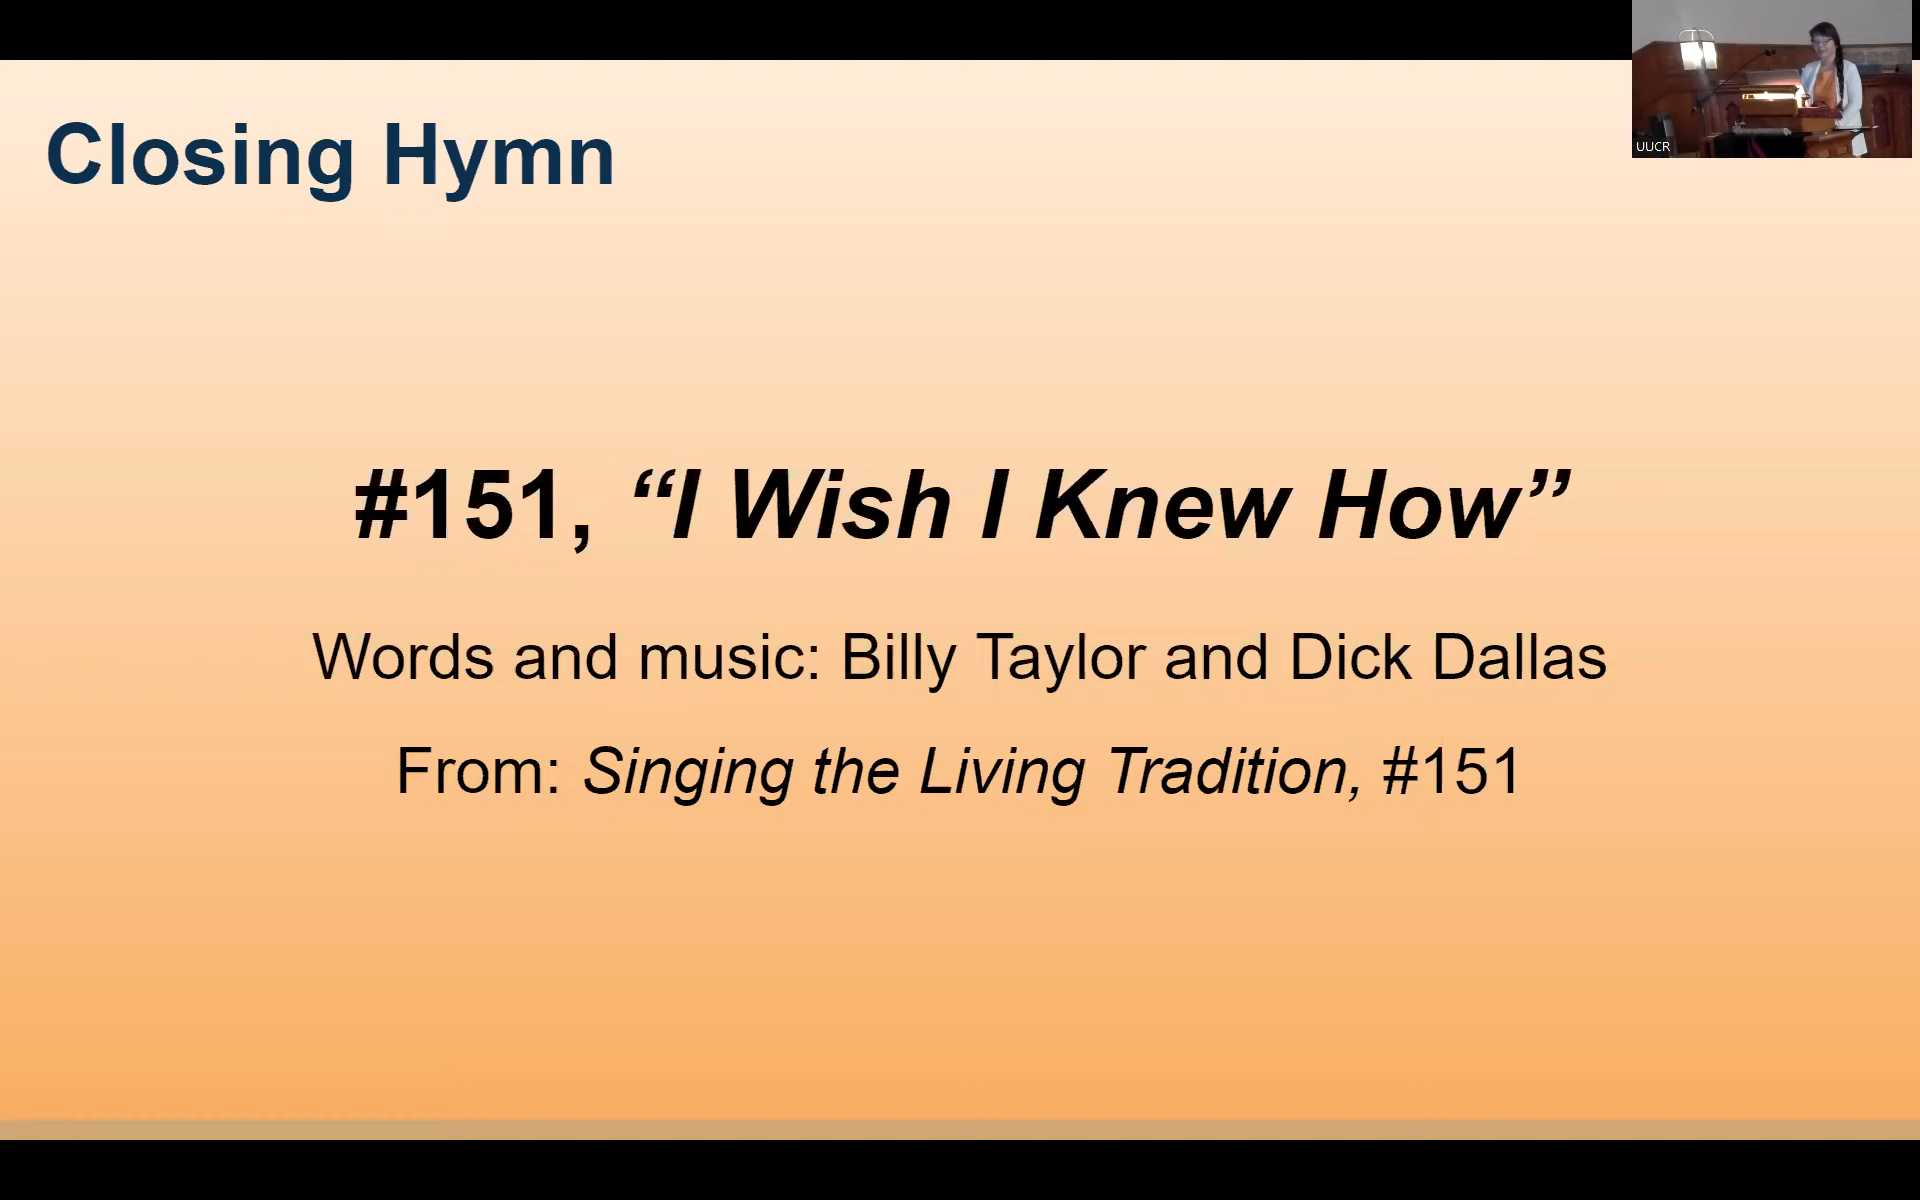 Closing Hymn
UUCR
#151, “I Wish I Knew How”
Words and music: Billy Taylor and Dick Dallas
From: Singing the Living Tradition, #151